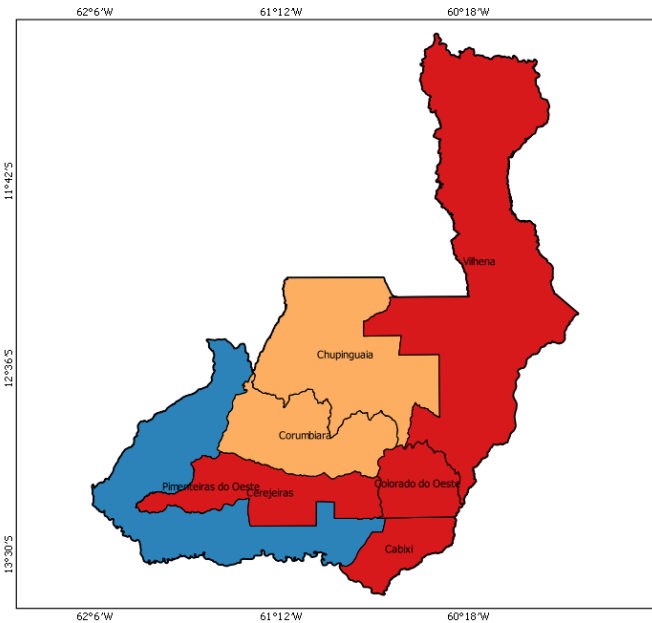 62°6'W 61°12'W 60°18'W
11°42'S
Vilhena
12°36'S
Chupinguaia
Corumbiara
Pimenteiras do Oeste
Cerejeiras
Colorado do Oeste
13°30'S
Cabixi
62°6'W 61°12'W 60°18'W